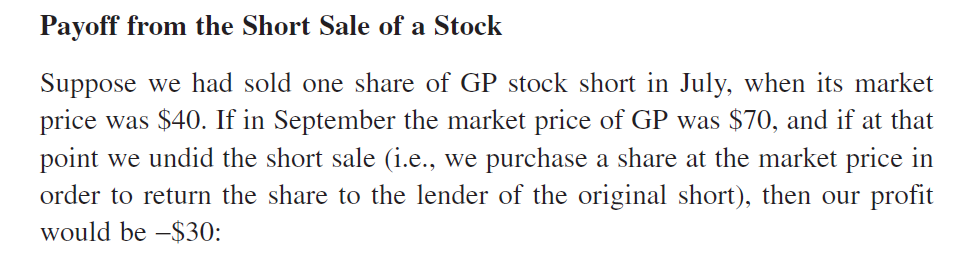 Payoff from the Short Sale of a Stock
Suppose we had sold one share of GP stock short in July, when its market
price was $40. If in September the market price of GP was $70, and if at that
point we undid the short sale (i.e., we purchase a share at the market price in
order to return the share to the lender of the original short), then our profit
would be –$30: